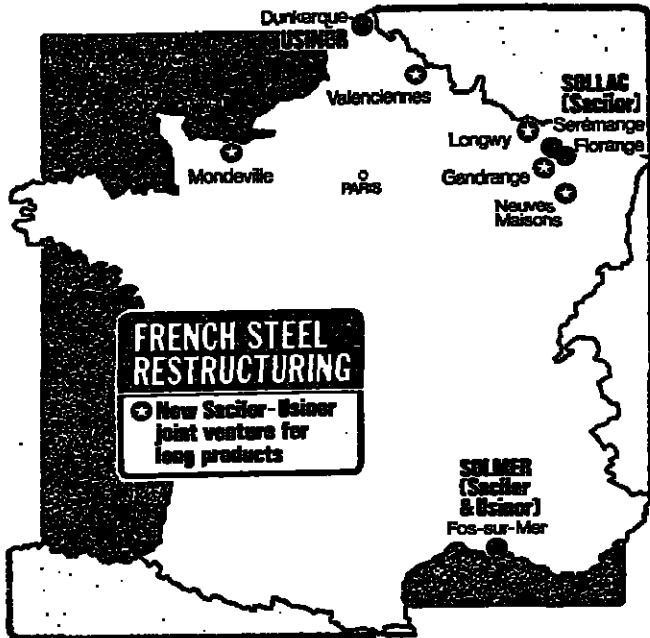 Dunkerque
USINOR
Valenciennes
SOLLAC
(Sacilor)
Longwy
Serémange
Florange
Mondeville
PARIS
Gandrange
Neuves
Maisons
FRENCH STEEL
RESTRUCTURING
New Sacilor-Usinor
joint venture for
long products
SOLMER
(Sacilor
& Usinor)
Fos-sur-Mer